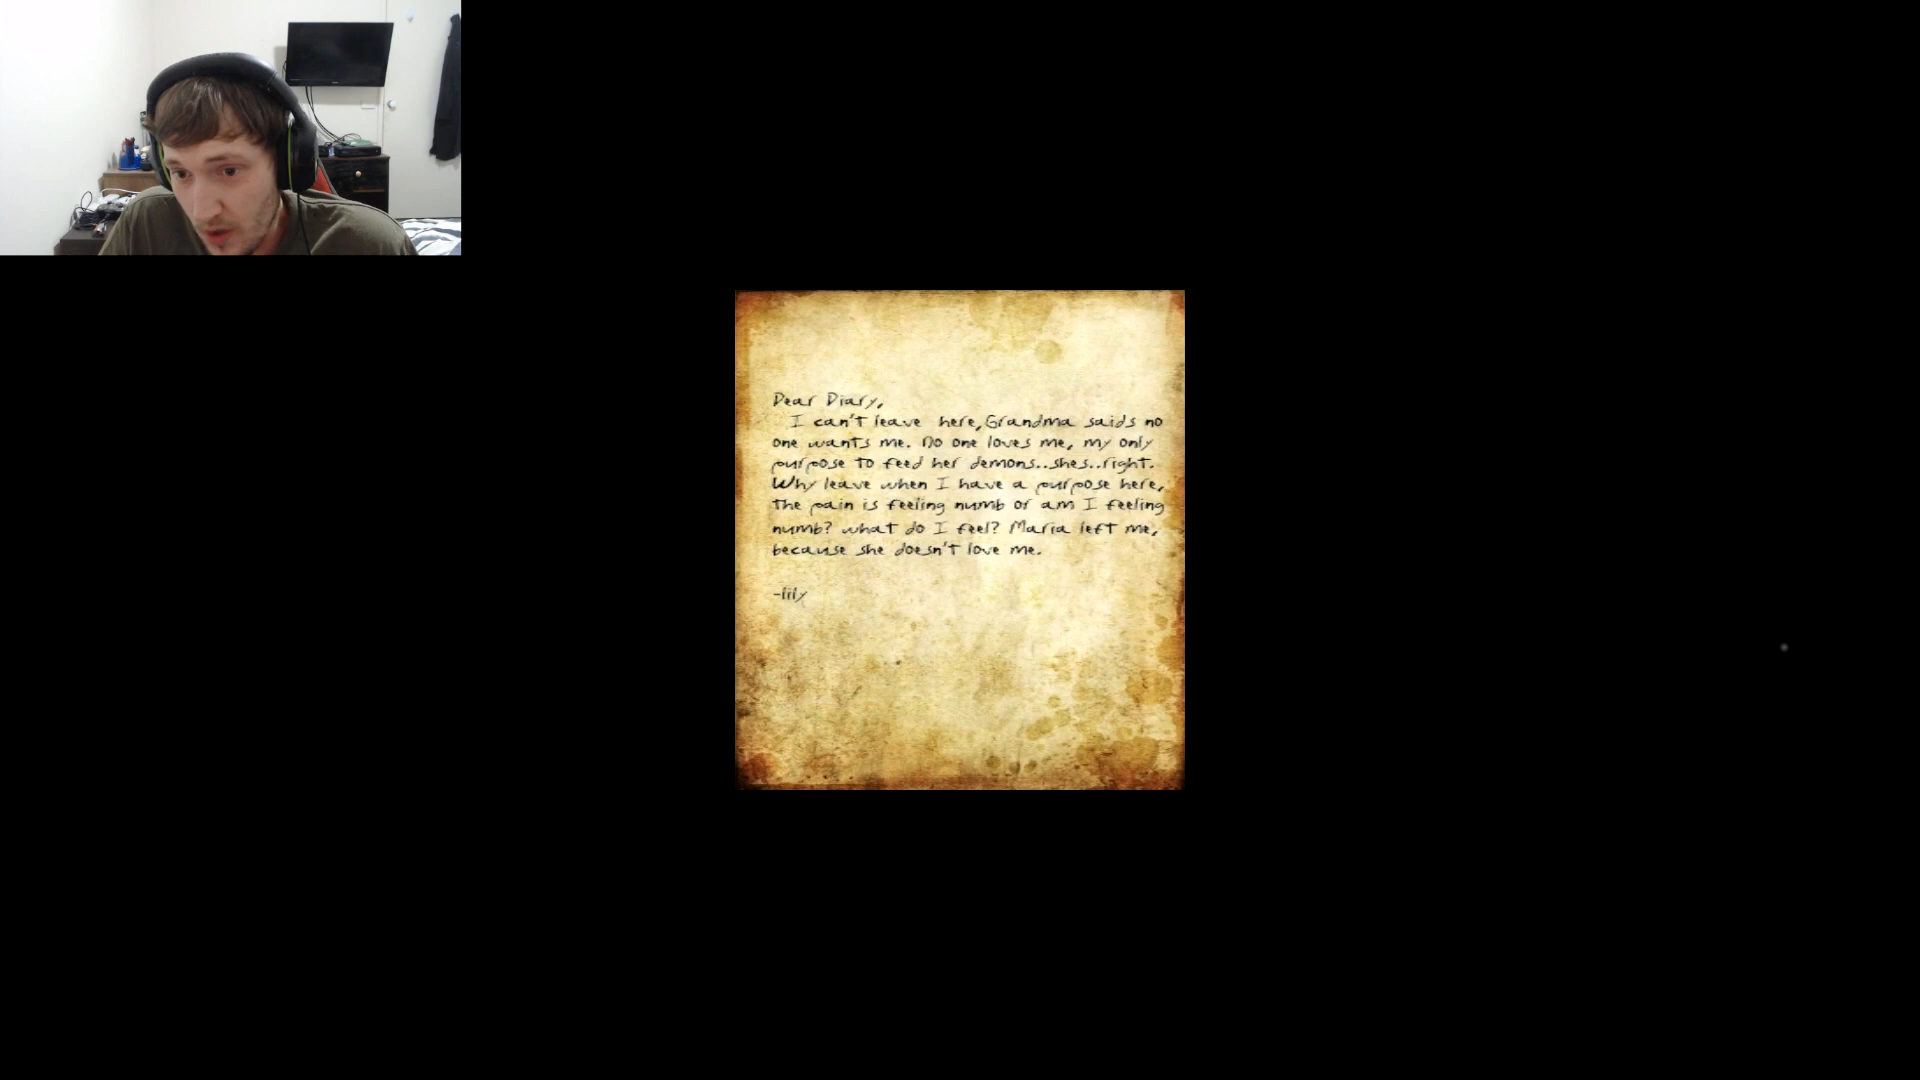 Dear Diary,
I can't leave here, Grandma saids no
one wants me. No one loves me, my only
purpose to feed her demons..shes..right.
Why leave when I have a purpose here,
the pain is feeling numb or am I feeling
numb? what do I feel? Maria left me,
because she doesn't love me.
-lily